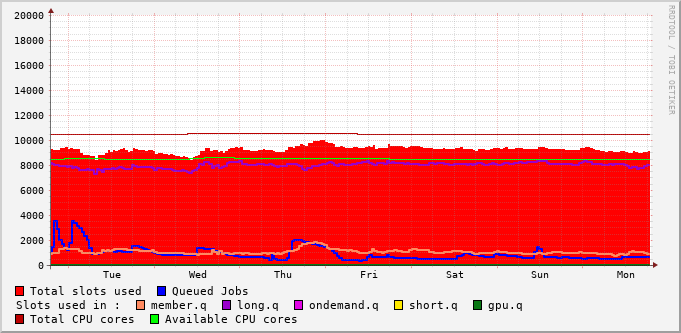 RRDTOOL / TOBI OETIKER
20000
18000
16000
14000
12000
10000
8000
6000
4000
2000
0
Tue Wed Thu Fri Sat Sun Mon
Total slots used Queued Jobs
Slots used in : member.q long.q ondemand.q short.q gpu.q
Total CPU cores Available CPU cores